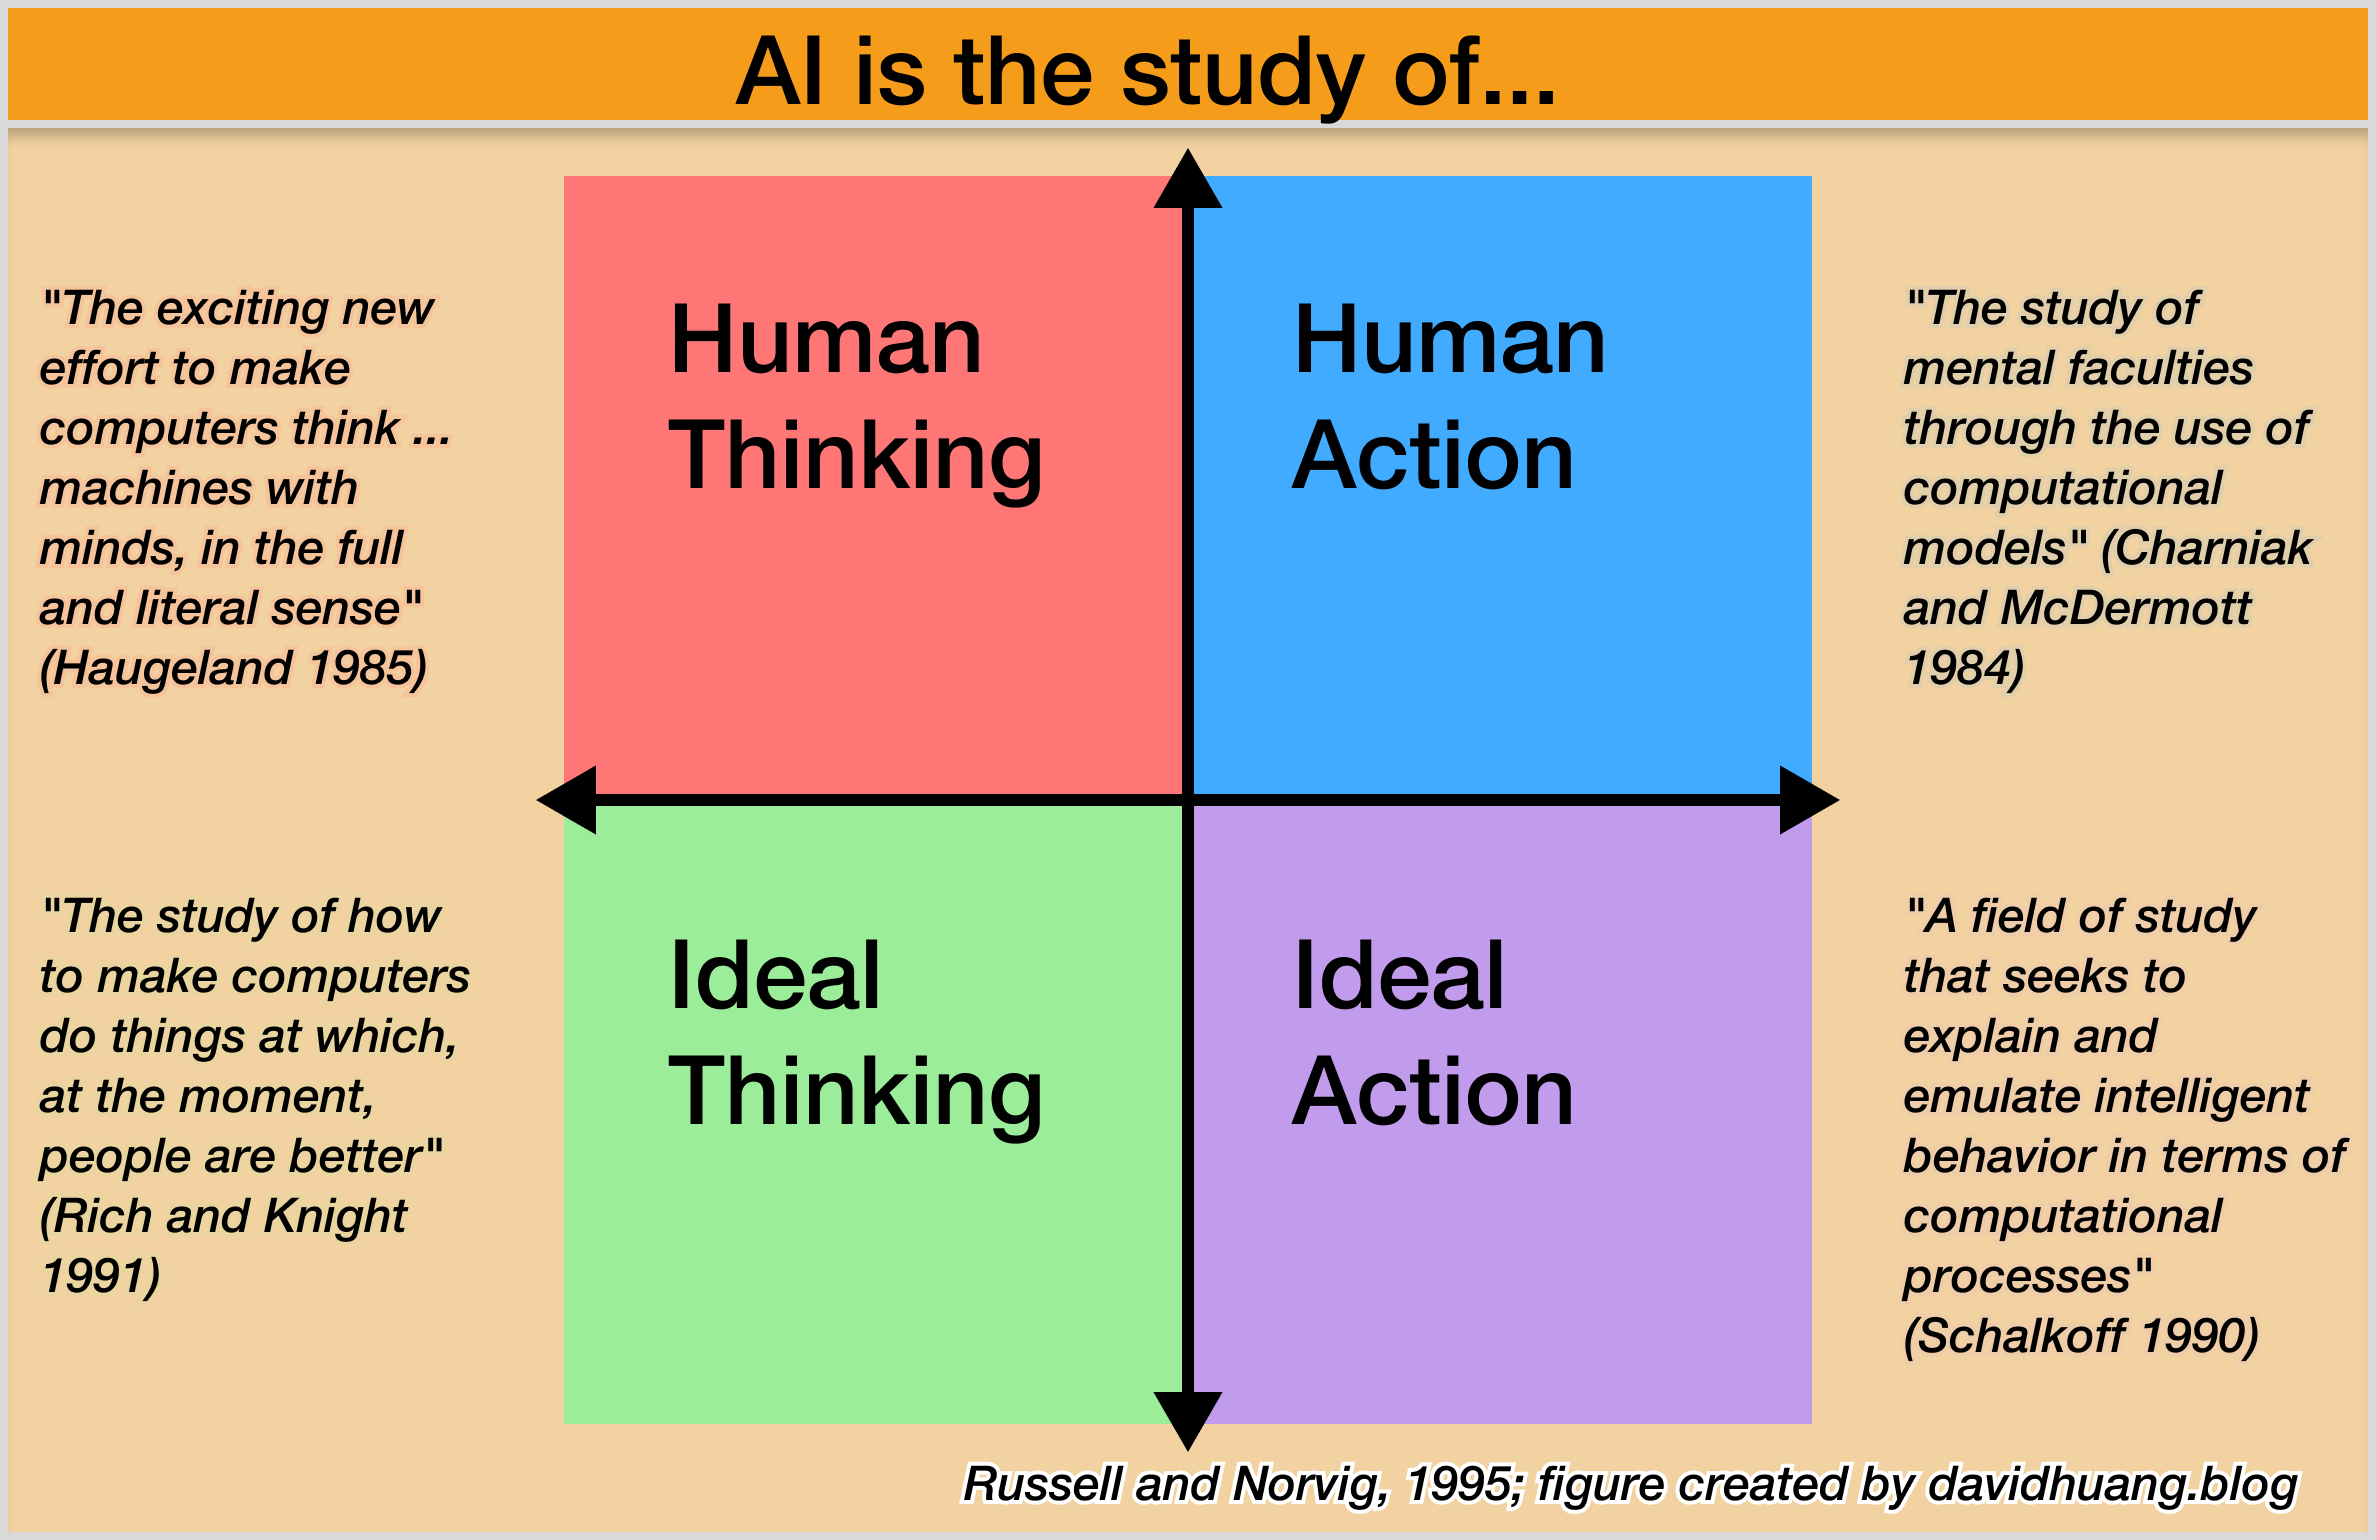 AI is the study of...
"The exciting new
effort to make
computers think ...
machines with
minds, in the full
and literal sense"
(Haugeland 1985)
Human
Thinking
Human
Action
"The study of
mental faculties
through the use of
computational
models" (Charniak
and McDermott
1984)
"The study of how
to make computers
do things at which,
at the moment,
people are better"
(Rich and Knight
1991)
Ideal
Thinking
Ideal
Action
"A field of study
that seeks to
explain and
emulate intelligent
behavior in terms of
computational
processes"
(Schalkoff 1990)
Russell and Norvig, 1995; figure created by davidhuang.blog